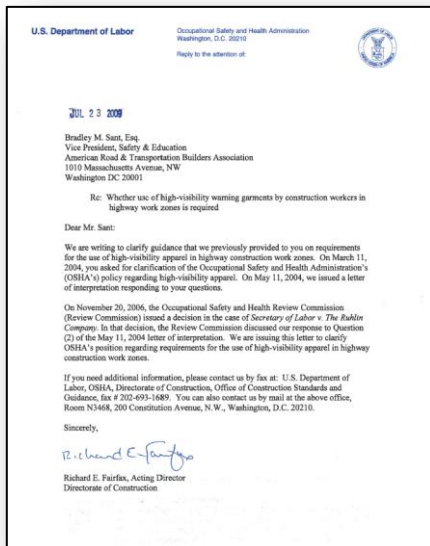 U.S. Department of Labor
Occupational Safety and Health Administration
Washington, D.C. 20210
Reply to the attention of:
JUL 23 2009
Bradley M. Sant, Esq.
Vice President, Safety & Education
American Road & Transportation Builders Association
1010 Massachusetts Avenue, NW
Washington DC 20001
Re: Whether use of high-visibility warning garments by construction workers in
highway work zones is required
Dear Mr. Sant:
We are writing to clarify guidance that we previously provided to you on requirements
for the use of high-visibility apparel in highway construction work zones. On March 11,
2004, you asked for clarification of the Occupational Safety and Health Administration's
(OSHA's) policy regarding high-visibility apparel. On May 11, 2004, we issued a letter
of interpretation responding to your questions.
On November 20, 2006, the Occupational Safety and Health Review Commission
(Review Commission) issued a decision in the case of Secretary of Labor v. The Ruhlin
Company. In that decision, the Review Commission discussed our response to Question
(2) of the May 11, 2004 letter of interpretation. We are issuing this letter to clarify
OSHA's position regarding requirements for the use of high-visibility apparel in highway
construction work zones.
If you need additional information, please contact us by fax at: U.S. Department of
Labor, OSHA, Directorate of Construction, Office of Construction Standards and
Guidance, fax # 202-693-1689. You can also contact us by mail at the above office,
Room N3468, 200 Constitution Avenue, N.W., Washington, D.C. 20210.
Sincerely,
Richard E. Fairfax
Richard E. Fairfax, Acting Director
Directorate of Construction